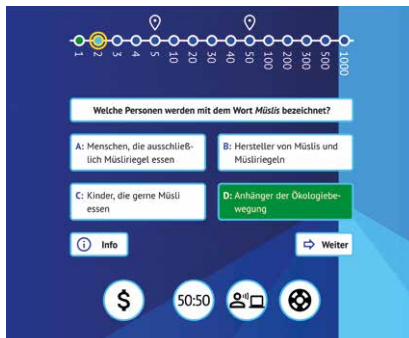 1 2 3 4 5 10 20 30 40 50 100 200 300 500 1000
Welche Personen werden mit dem Wort Müslis bezeichnet?
A: Menschen, die ausschließ-
lich Müsliriegel essen
B: Hersteller von Müslis und
Müsliriegeln
C: Kinder, die gerne Müsli
essen
D: Anhänger der Ökologiebe-
wegung
i Info
Weiter
$ 50:50